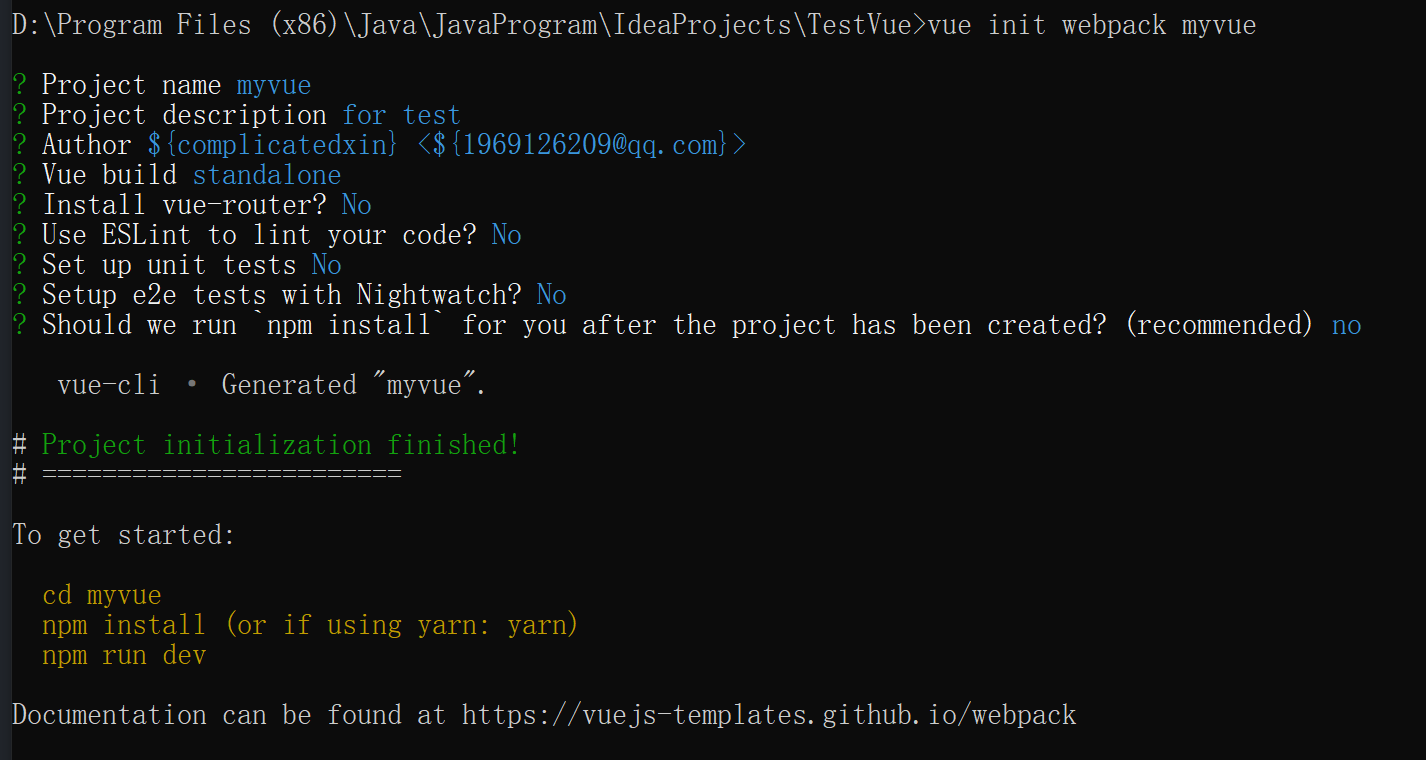 D:\Program Files (x86)\Java\JavaProgram\IdeaProjects\TestVue>vue init webpack myvue
? Project name myvue
? Project description for test
? Author ${complicatedxin} <${1969126209@qq.com}>
? Vue build standalone
? Install vue-router? No
? Use ESLint to lint your code? No
? Set up unit tests No
? Setup e2e tests with Nightwatch? No
? Should we run `npm install` for you after the project has been created? (recommended) no
vue-cli · Generated "myvue".
# Project initialization finished!
# ========================
To get started:
cd myvue
npm install (or if using yarn: yarn)
npm run dev
Documentation can be found at https://vuejs-templates.github.io/webpack